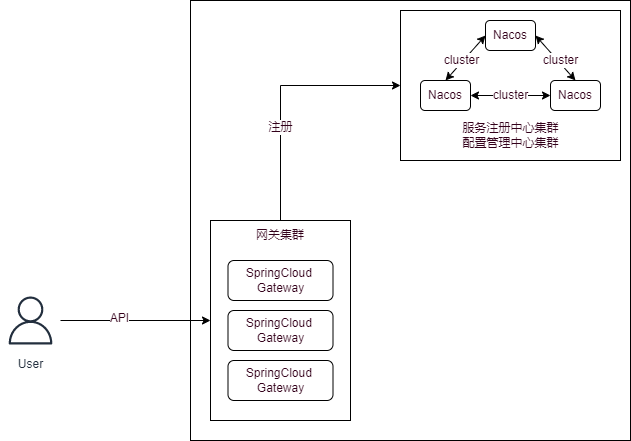 Nacos
cluster
cluster
Nacos
cluster
Nacos
服务注册中心集群
配置管理中心集群
注册
网关集群
SpringCloud
Gateway
SpringCloud
Gateway
SpringCloud
Gateway
API
User